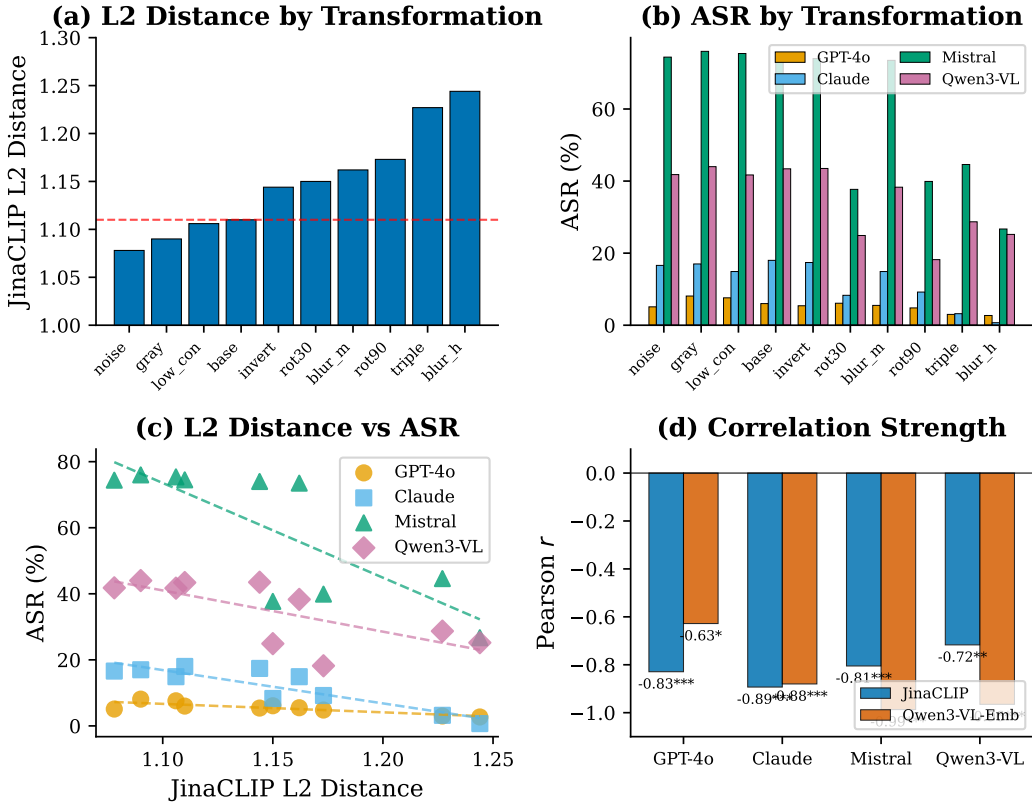 (a) L2 Distance by Transformation
JinaCLIP L2 Distance
1.30
1.25
1.20
1.15
1.10
1.05
1.00
noise
gray
low_con
base
invert
rot30
blur_m
rot90
triple
blur_h
(b) ASR by Transformation
GPT-4o
Claude
Mistral
Qwen3-VL
ASR (%)
60
40
20
0
noise
gray
low_con
base
invert
rot30
blur_m
rot90
triple
blur_h
(c) L2 Distance vs ASR
GPT-4o
Claude
Mistral
Qwen3-VL
ASR (%)
80
60
40
20
0
1.10
1.15
1.20
1.25
JinaCLIP L2 Distance
(d) Correlation Strength
Pearson r
0.0
−0.2
−0.4
−0.6
−0.8
−1.0
-0.83***
-0.63*
-0.89***
-0.88***
-0.81***
-0.72**
JinaCLIP
Qwen3-VL-Emb
GPT-4o
Claude
Mistral
Qwen3-VL